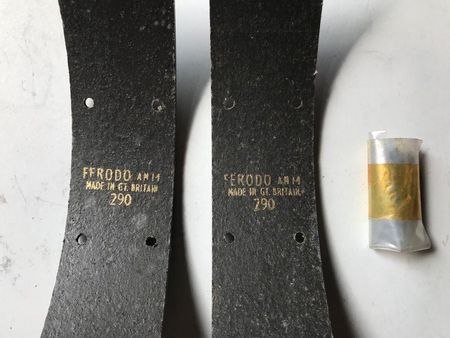 FERODO AM 14
MADE IN GT. BRITAIN
290
FERODO AM 14
MADE IN GT. BRITAIN
290